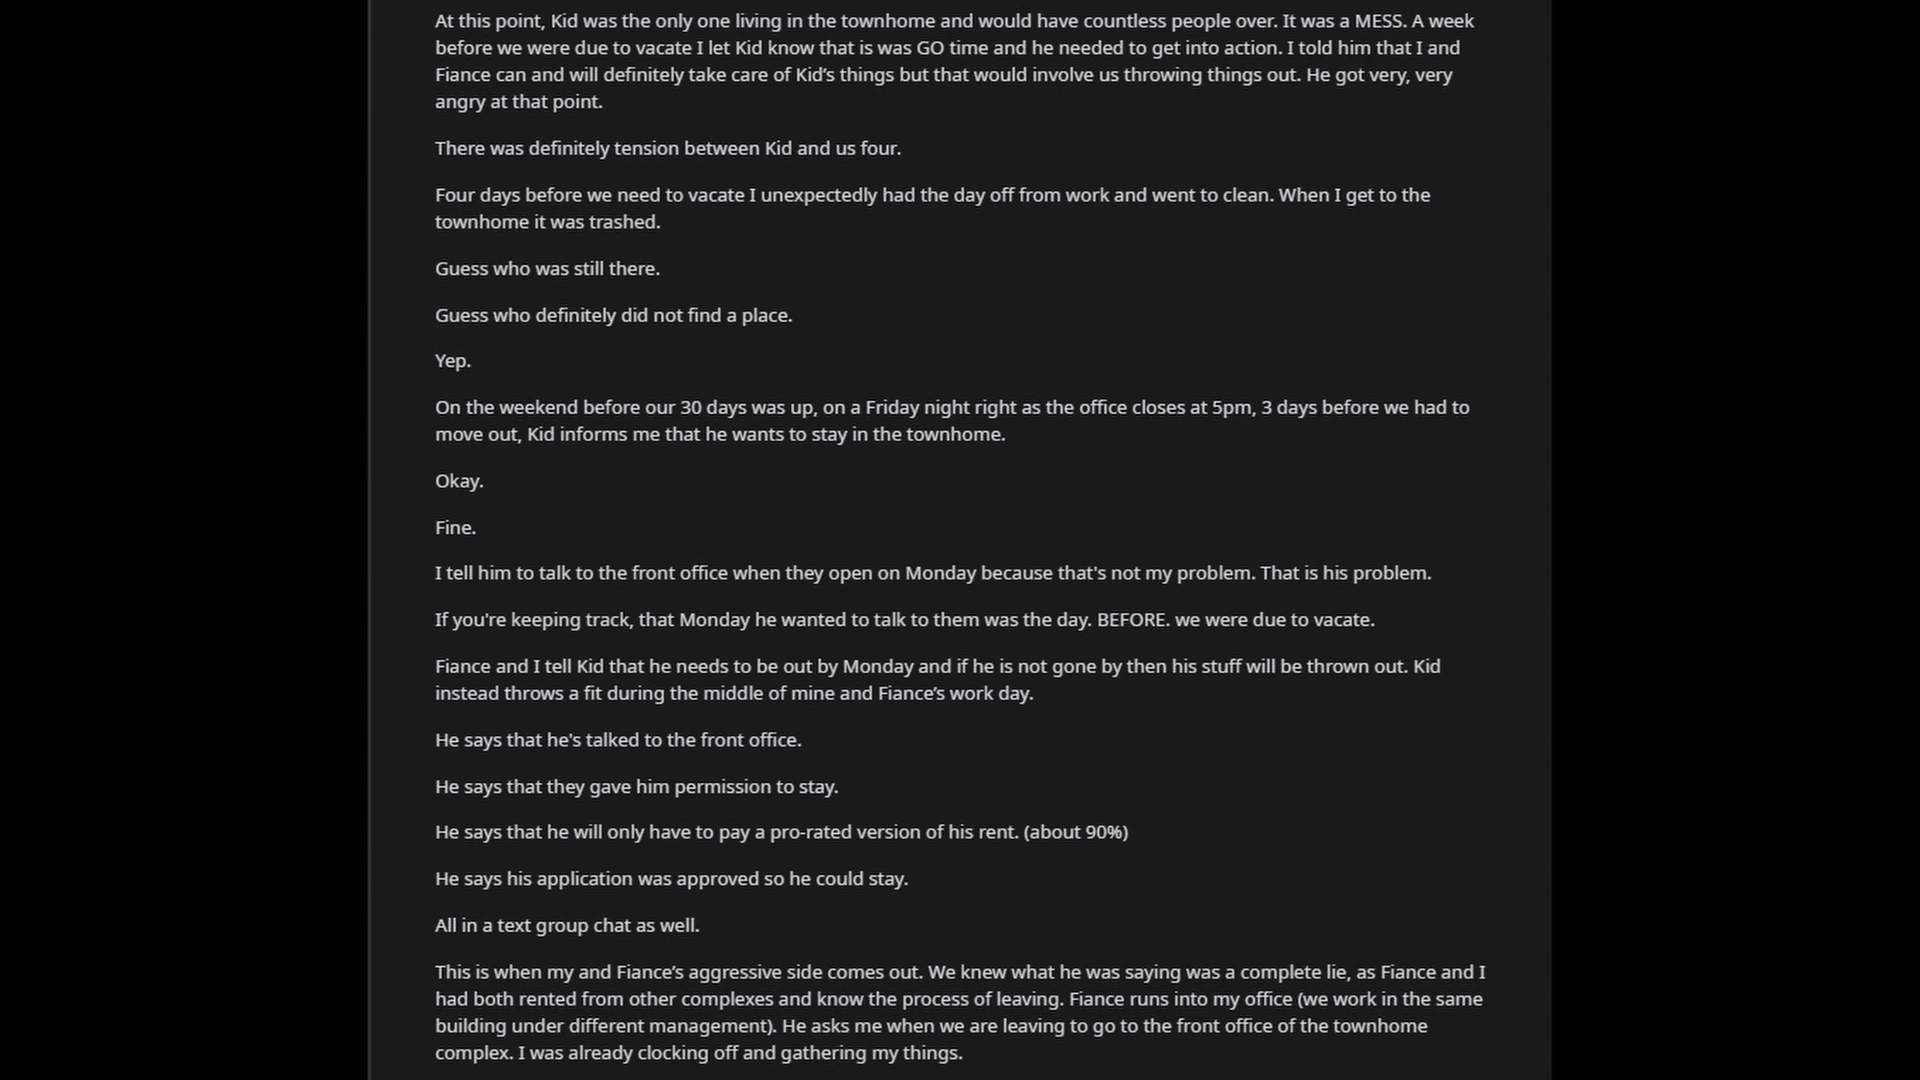 At this point, Kid was the only one living in the townhome and would have countless people over. It was a MESS. A week
before we were due to vacate I let Kid know that is was GO time and he needed to get into action. I told him that I and
Fiance can and will definitely take care of Kid’s things but that would involve us throwing things out. He got very, very
angry at that point.
There was definitely tension between Kid and us four.
Four days before we need to vacate I unexpectedly had the day off from work and went to clean. When I get to the
townhome it was trashed.
Guess who was still there.
Guess who definitely did not find a place.
Yep.
On the weekend before our 30 days was up, on a Friday night right as the office closes at 5pm, 3 days before we had to
move out, Kid informs me that he wants to stay in the townhome.
Okay.
Fine.
I tell him to talk to the front office when they open on Monday because that's not my problem. That is his problem.
If you're keeping track, that Monday he wanted to talk to them was the day. BEFORE. we were due to vacate.
Fiance and I tell Kid that he needs to be out by Monday and if he is not gone by then his stuff will be thrown out. Kid
instead throws a fit during the middle of mine and Fiance’s work day.
He says that he's talked to the front office.
He says that they gave him permission to stay.
He says that he will only have to pay a pro-rated version of his rent. (about 90%)
He says his application was approved so he could stay.
All in a text group chat as well.
This is when my and Fiance’s aggressive side comes out. We knew what he was saying was a complete lie, as Fiance and I
had both rented from other complexes and know the process of leaving. Fiance runs into my office (we work in the same
building under different management). He asks me when we are leaving to go to the front office of the townhome
complex. I was already clocking off and gathering my things.